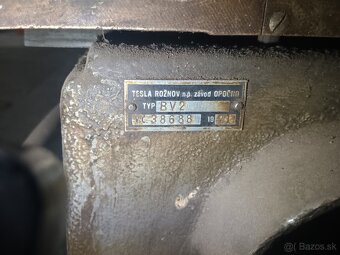 TESLA ROŽNOV n.p. závod OPOČNO
TYP BV2
38688 19
© Bazos.sk